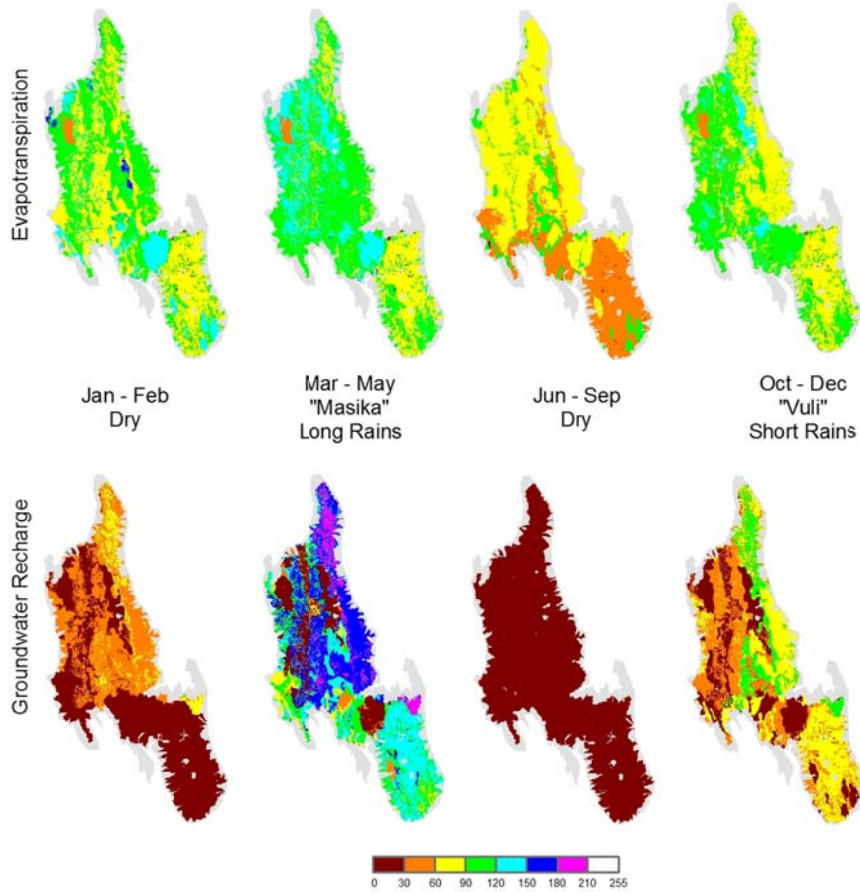 Evapotranspiration
Jan - Feb
Dry
Mar - May
"Masika"
Long Rains
Jun - Sep
Dry
Oct - Dec
"Vuli"
Short Rains
Groundwater Recharge
0 30 60 90 120 150 180 210 255